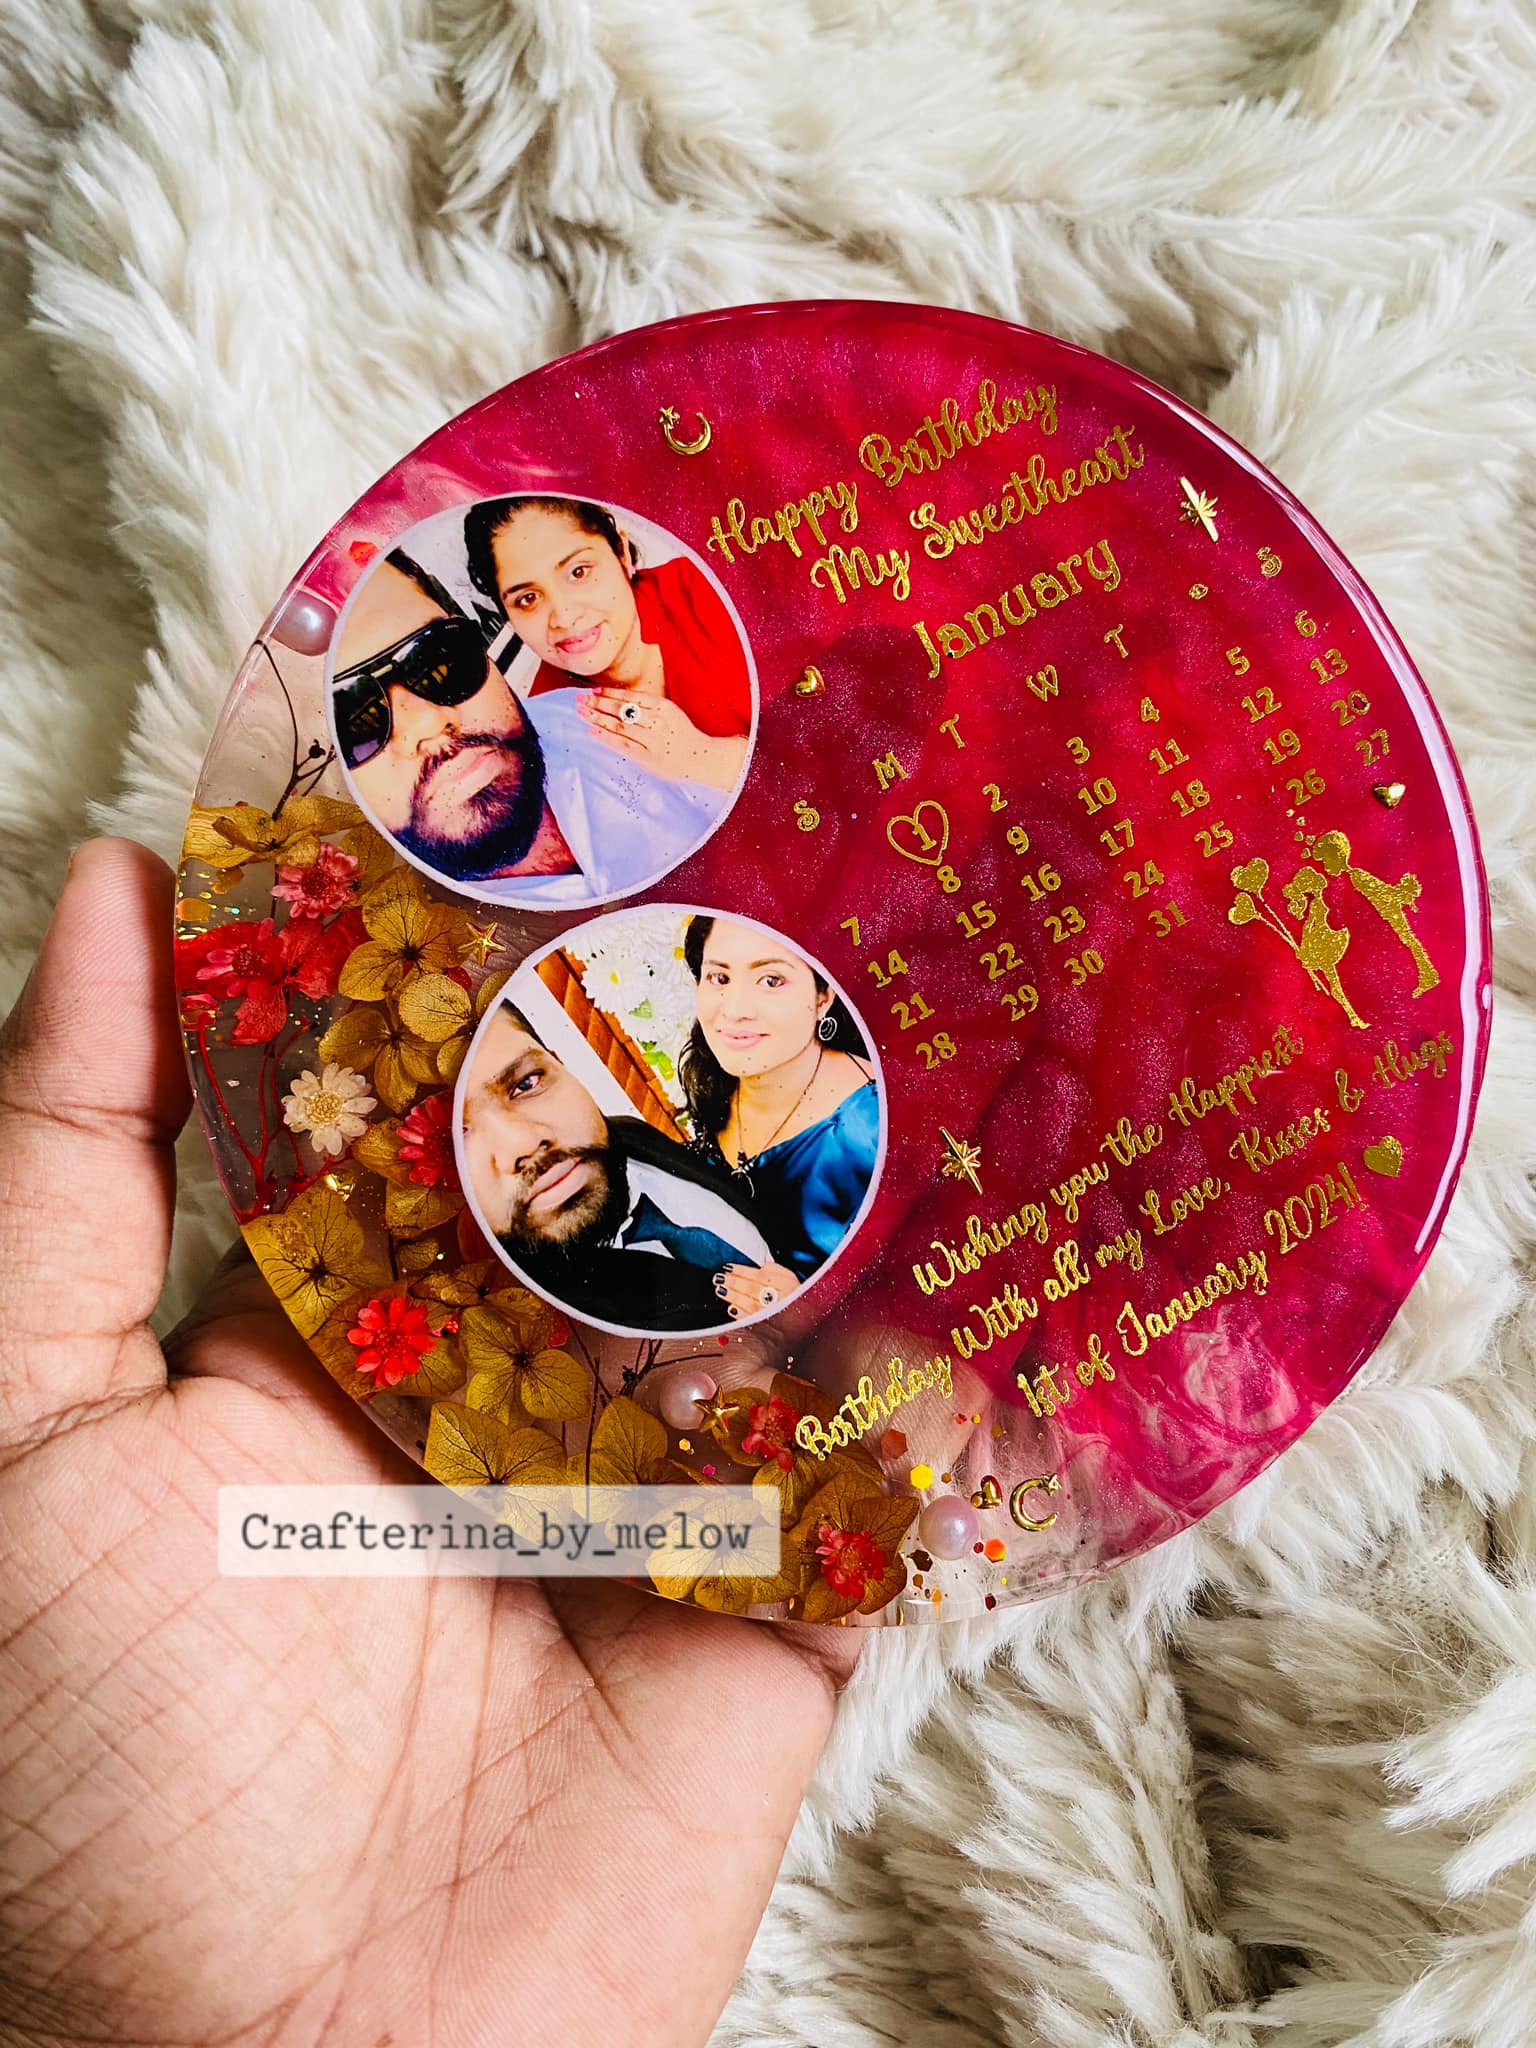 Happy Birthday
My Sweetheart
January
S M T W T S
1 2 3 4 5 6
7 8 9 10 11 12 13
14 15 16 17 18 19 20
21 22 23 24 25 26 27
28 29 30 31
Wishing you the Happiest
Birthday With all my Love, Kisses & Hugs
1st of January 2024!
Crafterina_by_melow